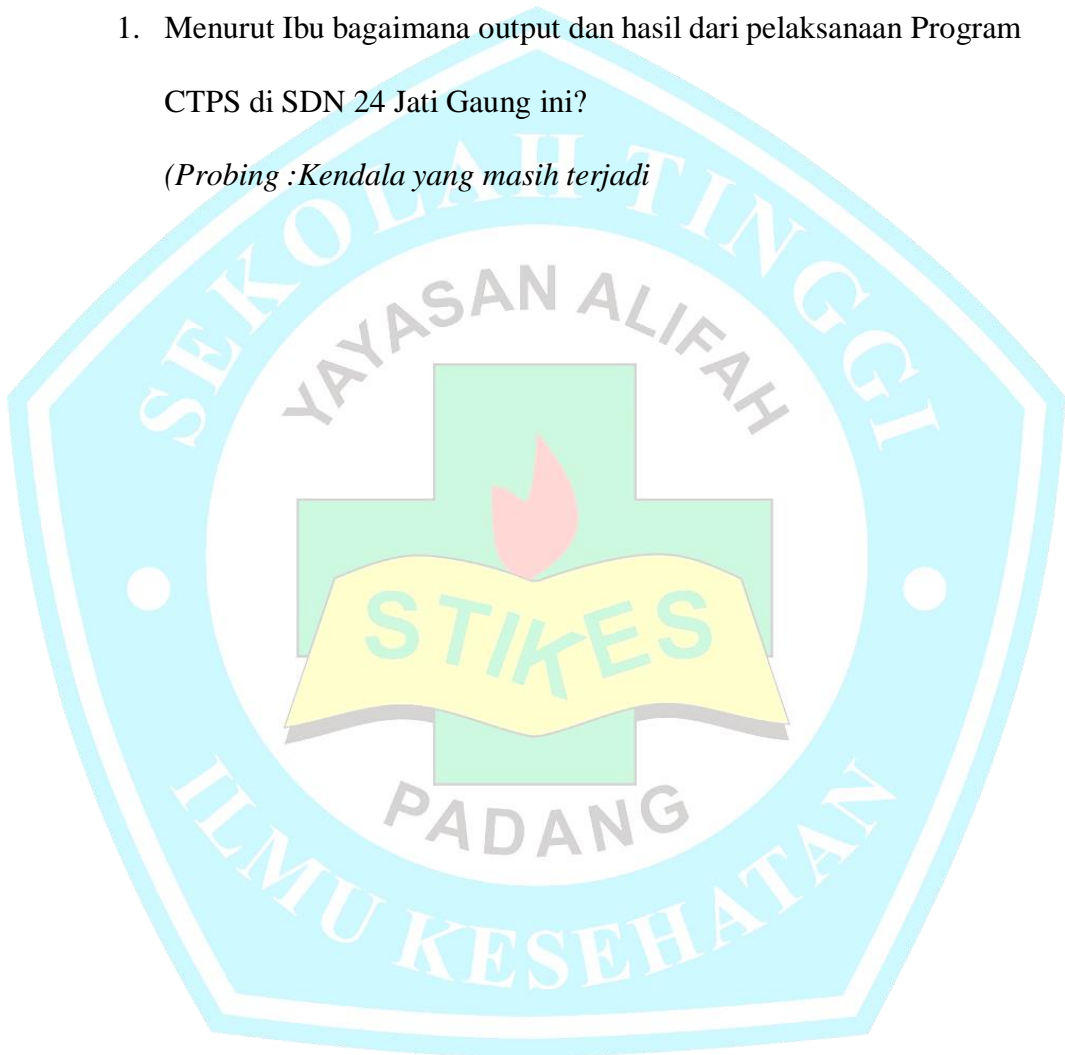 1. Menurut Ibu bagaimana output dan hasil dari pelaksanaan Program
CTPS di SDN 24 Jati Gaung ini?
(Probing :Kendala yang masih terjadi
SEKOLAH TINGGI
YAYASAN ALIFAH
STIKES
PADANG
ILMU KESEHATAN